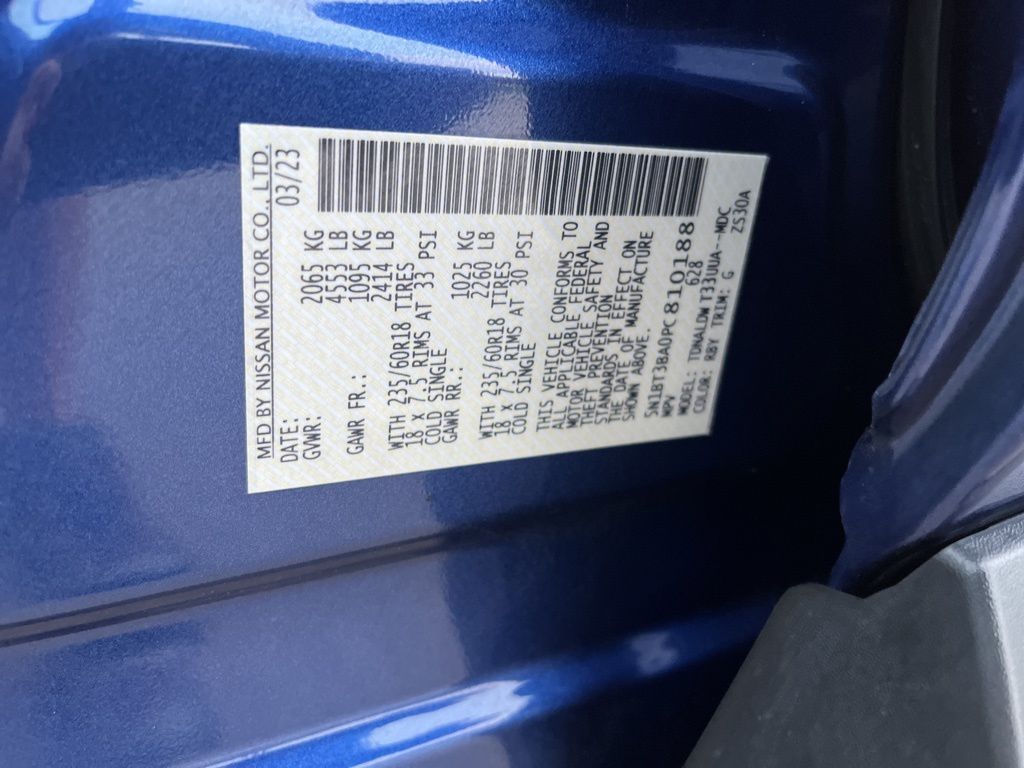 MFD BY NISSAN MOTOR CO., LTD.
DATE: 03/23
GVWR: 2065 KG
4553 LB
GAWR FR.: 1095 KG
2414 LB
WITH 235/60R18 TIRES
18 X 7.5 RIMS AT 33 PSI
COLD SINGLE
GAWR RR.: 1025 KG
2260 LB
WITH 235/60R18 TIRES
18 X 7.5 RIMS AT 30 PSI
COLD SINGLE
THIS VEHICLE CONFORMS TO
ALL APPLICABLE FEDERAL
MOTOR VEHICLE SAFETY AND
THEFT PREVENTION
STANDARDS IN EFFECT ON
THE DATE OF MANUFACTURE
SHOWN ABOVE.
5N1BT3BA0PC810188
MPV 628
MODEL: TONALDW T33UUA--MDC
COLOR: RBY TRIM: G ZS30A